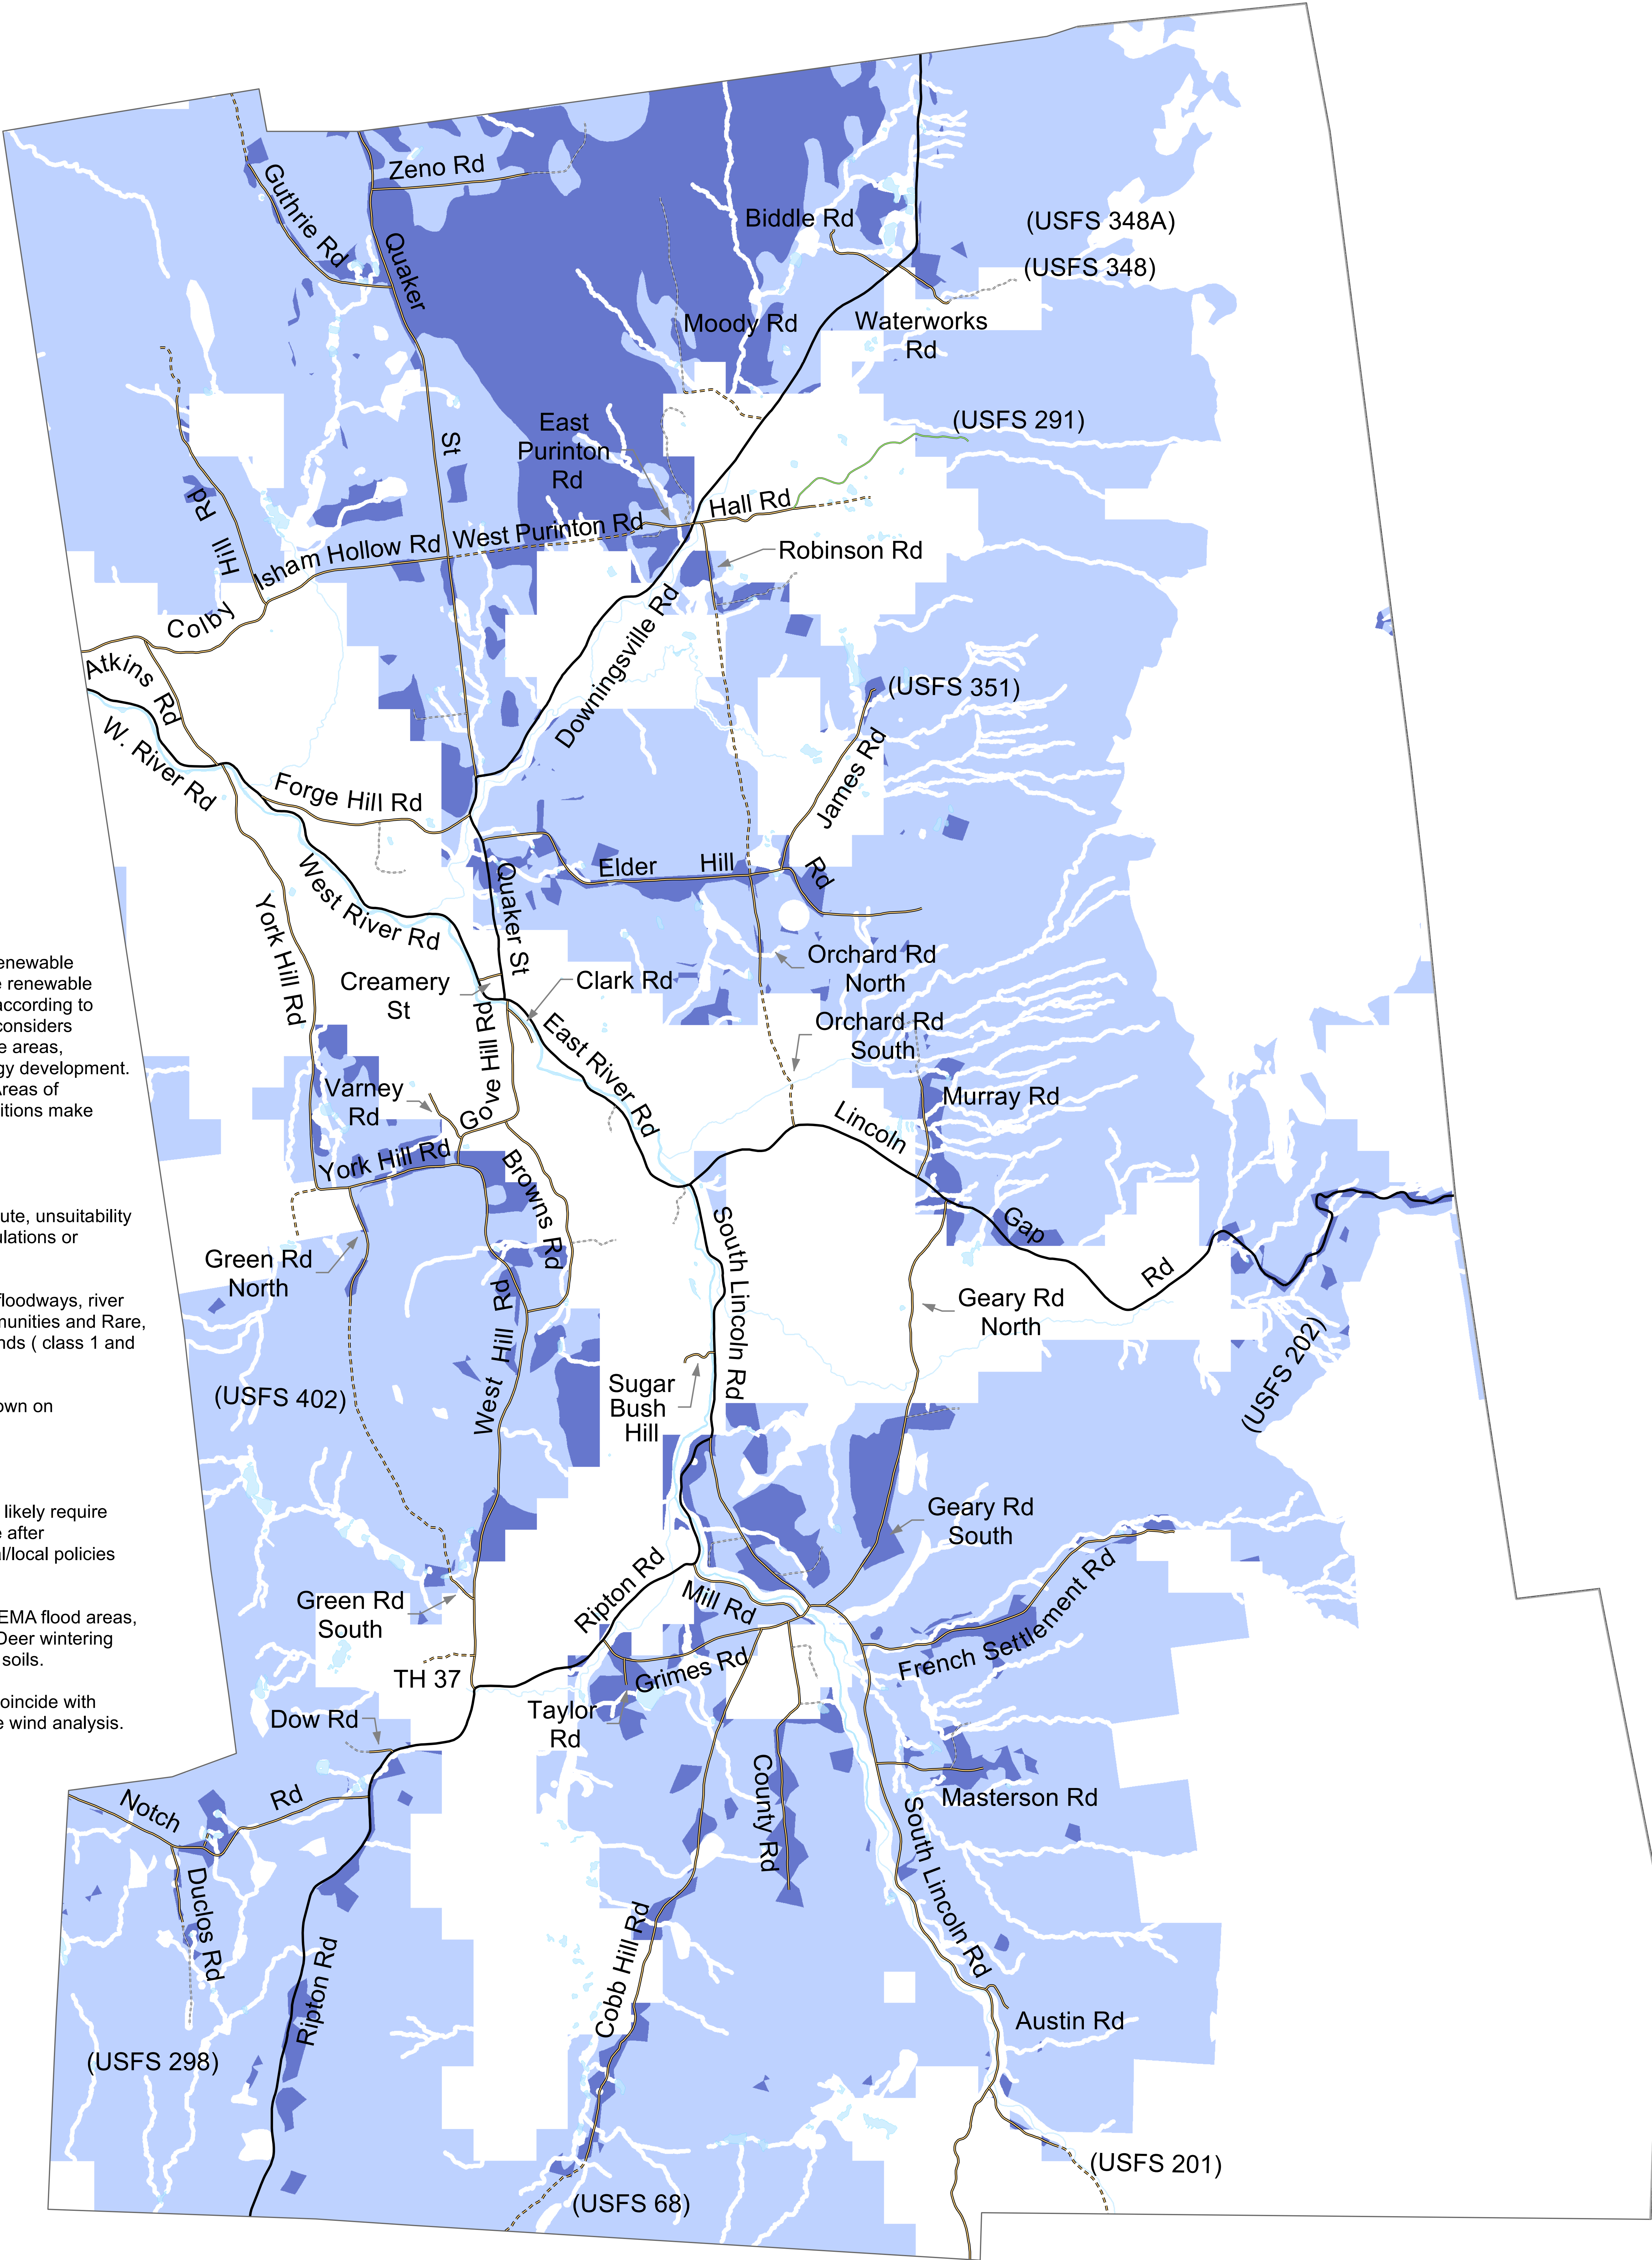 Zeno Rd
Guthrie Rd
Quaker
St
Biddle Rd
(USFS 348A)
(USFS 348)
Moody Rd
Waterworks
Rd
East
Purinton
Rd
(USFS 291)
Hall Rd
Colby
Hill
Rd
Isham Hollow Rd
West Purinton Rd
Robinson Rd
Downingsville Rd
Atkins Rd
W. River Rd
(USFS 351)
James Rd
Forge Hill Rd
Elder
Hill
Rd
West River Rd
Quaker St
York Hill Rd
Orchard Rd
North
Creamery
St
Clark Rd
Orchard Rd
South
East River Rd
Gove Hill Rd
Murray Rd
Varney
Rd
Lincoln
Gap
Rd
York Hill Rd
Browns Rd
Green Rd
North
South Lincoln Rd
Geary Rd
North
West Hill Rd
(USFS 402)
Sugar
Bush
Hill
(USFS 202)
Geary Rd
South
Ripton Rd
Mill Rd
Green Rd
South
French Settlement Rd
TH 37
Grimes Rd
Taylor
Rd
Dow Rd
Notch
Rd
County Rd
Masterson Rd
South Lincoln Rd
Duclos Rd
Ripton Rd
Cobb Hill Rd
Austin Rd
(USFS 298)
(USFS 201)
(USFS 68)
enewable
e renewable
according to
considers
e areas,
gy development.
Areas of
itions make
ute, unsuitability
ulations or
floodways, river
munities and Rare,
nds ( class 1 and
own on
likely require
e after
al/local policies
EMA flood areas,
Deer wintering
soils.
oincide with
e wind analysis.